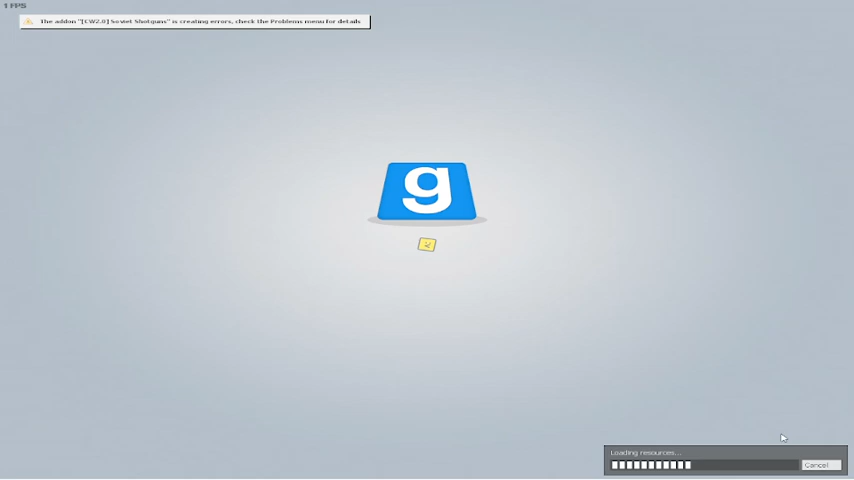 1 FPS
The addon "[CW2.0] Soviet Shotguns" is creating errors, check the Problems menu for details
g
Loading resources...
Cancel